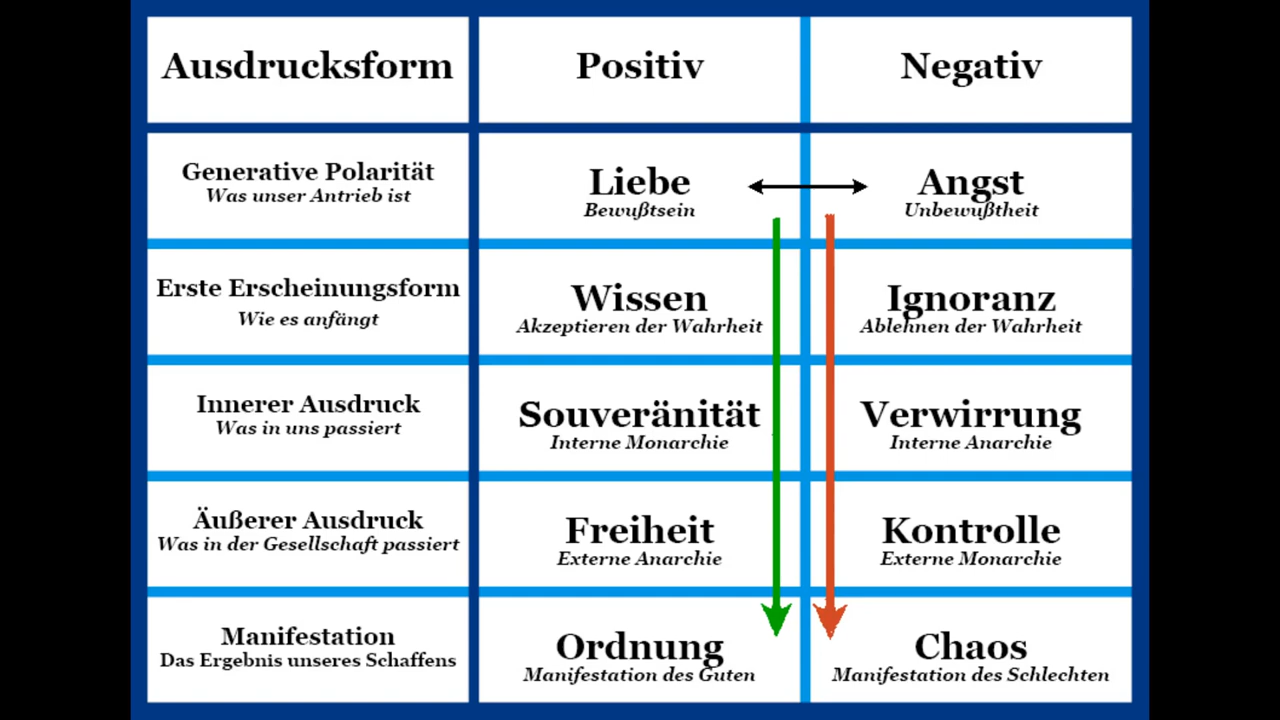 Ausdrucksform Positiv Negativ
Generative Polarität
Was unser Antrieb ist
Liebe
Bewußtsein
Angst
Unbewußtheit
Erste Erscheinungsform
Wie es anfängt
Wissen
Akzeptieren der Wahrheit
Ignoranz
Ablehnen der Wahrheit
Innerer Ausdruck
Was in uns passiert
Souveränität
Interne Monarchie
Verwirrung
Interne Anarchie
Äußerer Ausdruck
Was in der Gesellschaft passiert
Freiheit
Externe Anarchie
Kontrolle
Externe Monarchie
Manifestation
Das Ergebnis unseres Schaffens
Ordnung
Manifestation des Guten
Chaos
Manifestation des Schlechten